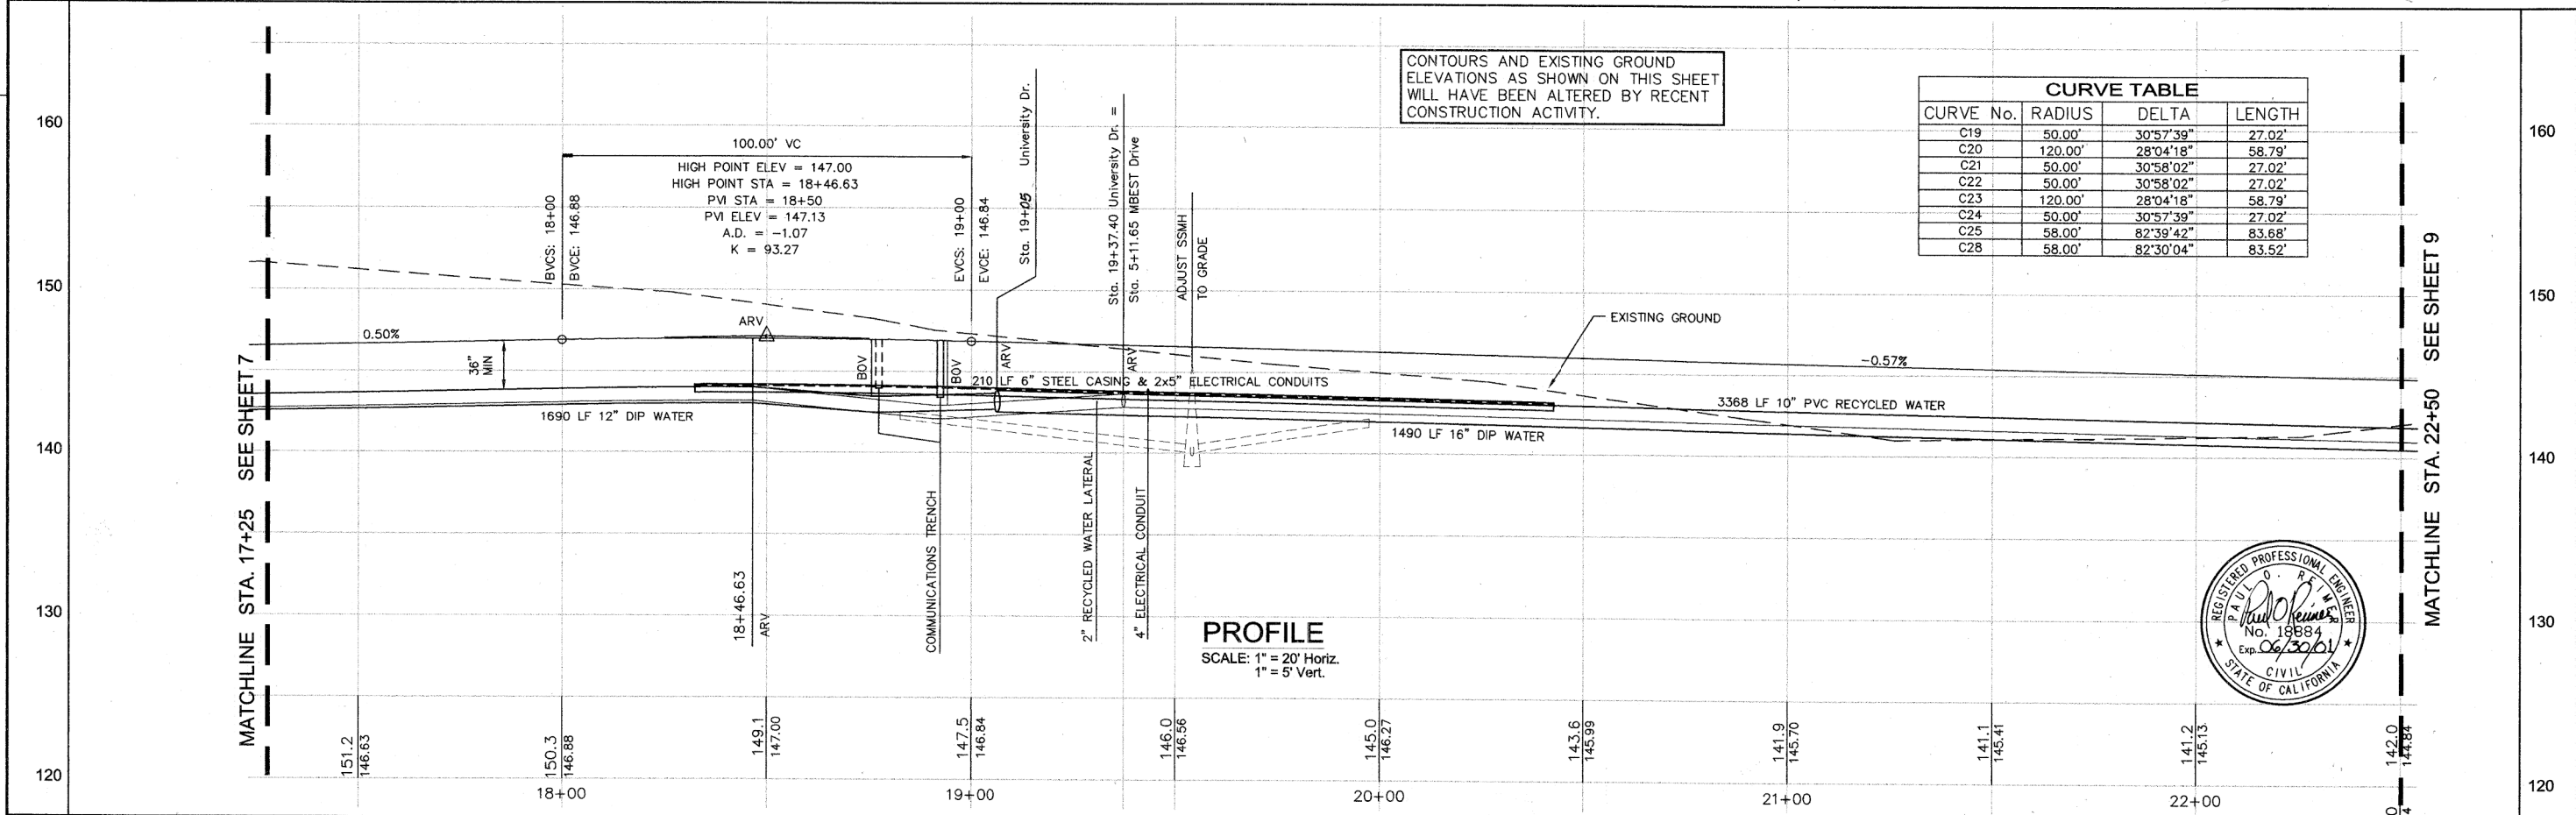 CONTOURS AND EXISTING GROUND
ELEVATIONS AS SHOWN ON THIS SHEET
WILL HAVE BEEN ALTERED BY RECENT
CONSTRUCTION ACTIVITY.
CURVE TABLE
CURVE No. RADIUS DELTA LENGTH
C19 50.00' 30°57'39" 27.02'
C20 120.00' 28°04'18" 58.79'
C21 50.00' 30°58'02" 27.02'
C22 50.00' 30°58'02" 27.02'
C23 120.00' 28°04'18" 58.79'
C24 50.00' 30°57'39" 27.02'
C25 58.00' 82°39'42" 83.68'
C28 58.00' 82°30'04" 83.52'
160
150
140
130
120
160
150
140
130
120
MATCHLINE STA. 17+25 SEE SHEET 7
100.00' VC
HIGH POINT ELEV = 147.00
HIGH POINT STA = 18+46.63
PVI STA = 18+50
PVI ELEV = 147.13
A.D. = -1.07
K = 93.27
BVCS: 18+00
BVCE: 146.88
EVCS: 19+00
EVCE: 146.84
Sta. 19+05 University Dr.
Sta. 19+37.40 University Dr. =
Sta. 5+11.65 MBEST Drive
ADJUST SSMH
TO GRADE
0.50%
36"
MIN
ARV
BOV
BOV
ARV
ARV
EXISTING GROUND
-0.57%
210 LF 6" STEEL CASING & 2x5" ELECTRICAL CONDUITS
1690 LF 12" DIP WATER
3368 LF 10" PVC RECYCLED WATER
1490 LF 16" DIP WATER
18+46.63
ARV
COMMUNICATIONS TRENCH
2" RECYCLED WATER LATERAL
4" ELECTRICAL CONDUIT
PROFILE
SCALE: 1" = 20' Horiz.
1" = 5' Vert.
REGISTERED PROFESSIONAL ENGINEER
PAUL O. REIMER
No. 18884
Exp. 06/30/01
CIVIL
STATE OF CALIFORNIA
MATCHLINE STA. 22+50 SEE SHEET 9
151.2
146.63
150.3
146.88
149.1
147.00
147.5
146.84
146.0
146.56
145.0
146.27
143.6
145.99
141.9
145.70
141.1
145.41
141.2
145.13
142.0
144.84
18+00
19+00
20+00
21+00
22+00